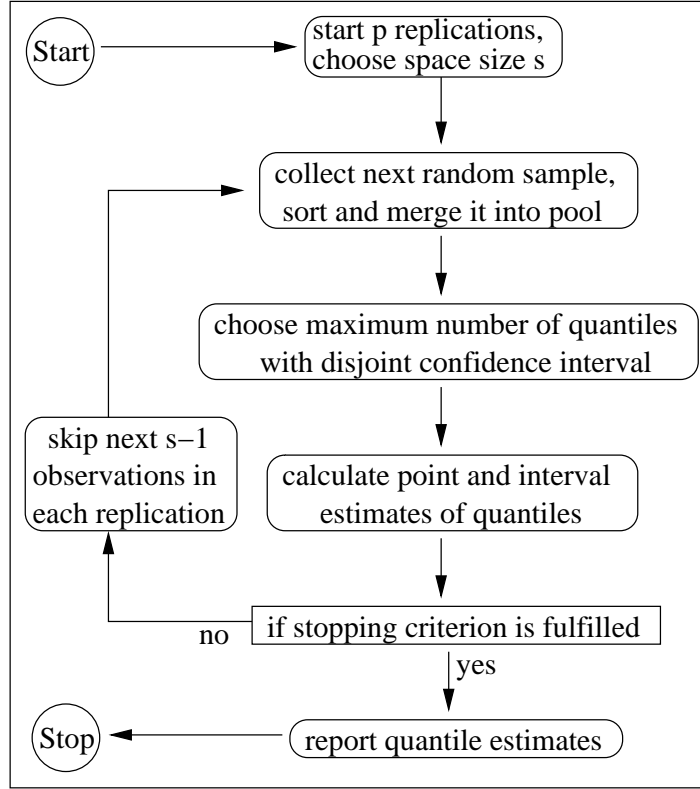 Start
start p replications,
choose space size s
collect next random sample,
sort and merge it into pool
choose maximum number of quantiles
with disjoint confidence interval
skip next s−1
observations in
each replication
calculate point and interval
estimates of quantiles
if stopping criterion is fulfilled
no
yes
Stop
report quantile estimates